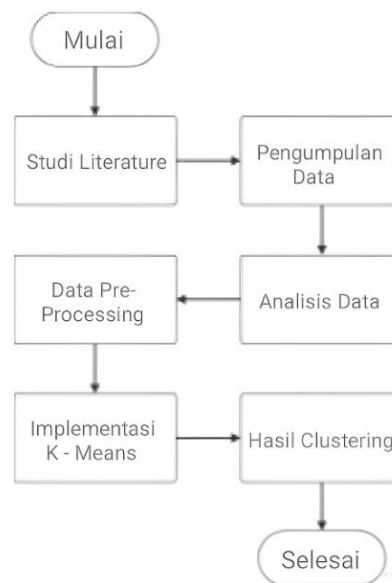 Mulai
Studi Literature
Pengumpulan
Data
Analisis Data
Data Pre-
Processing
Implementasi
K - Means
Hasil Clustering
Selesai